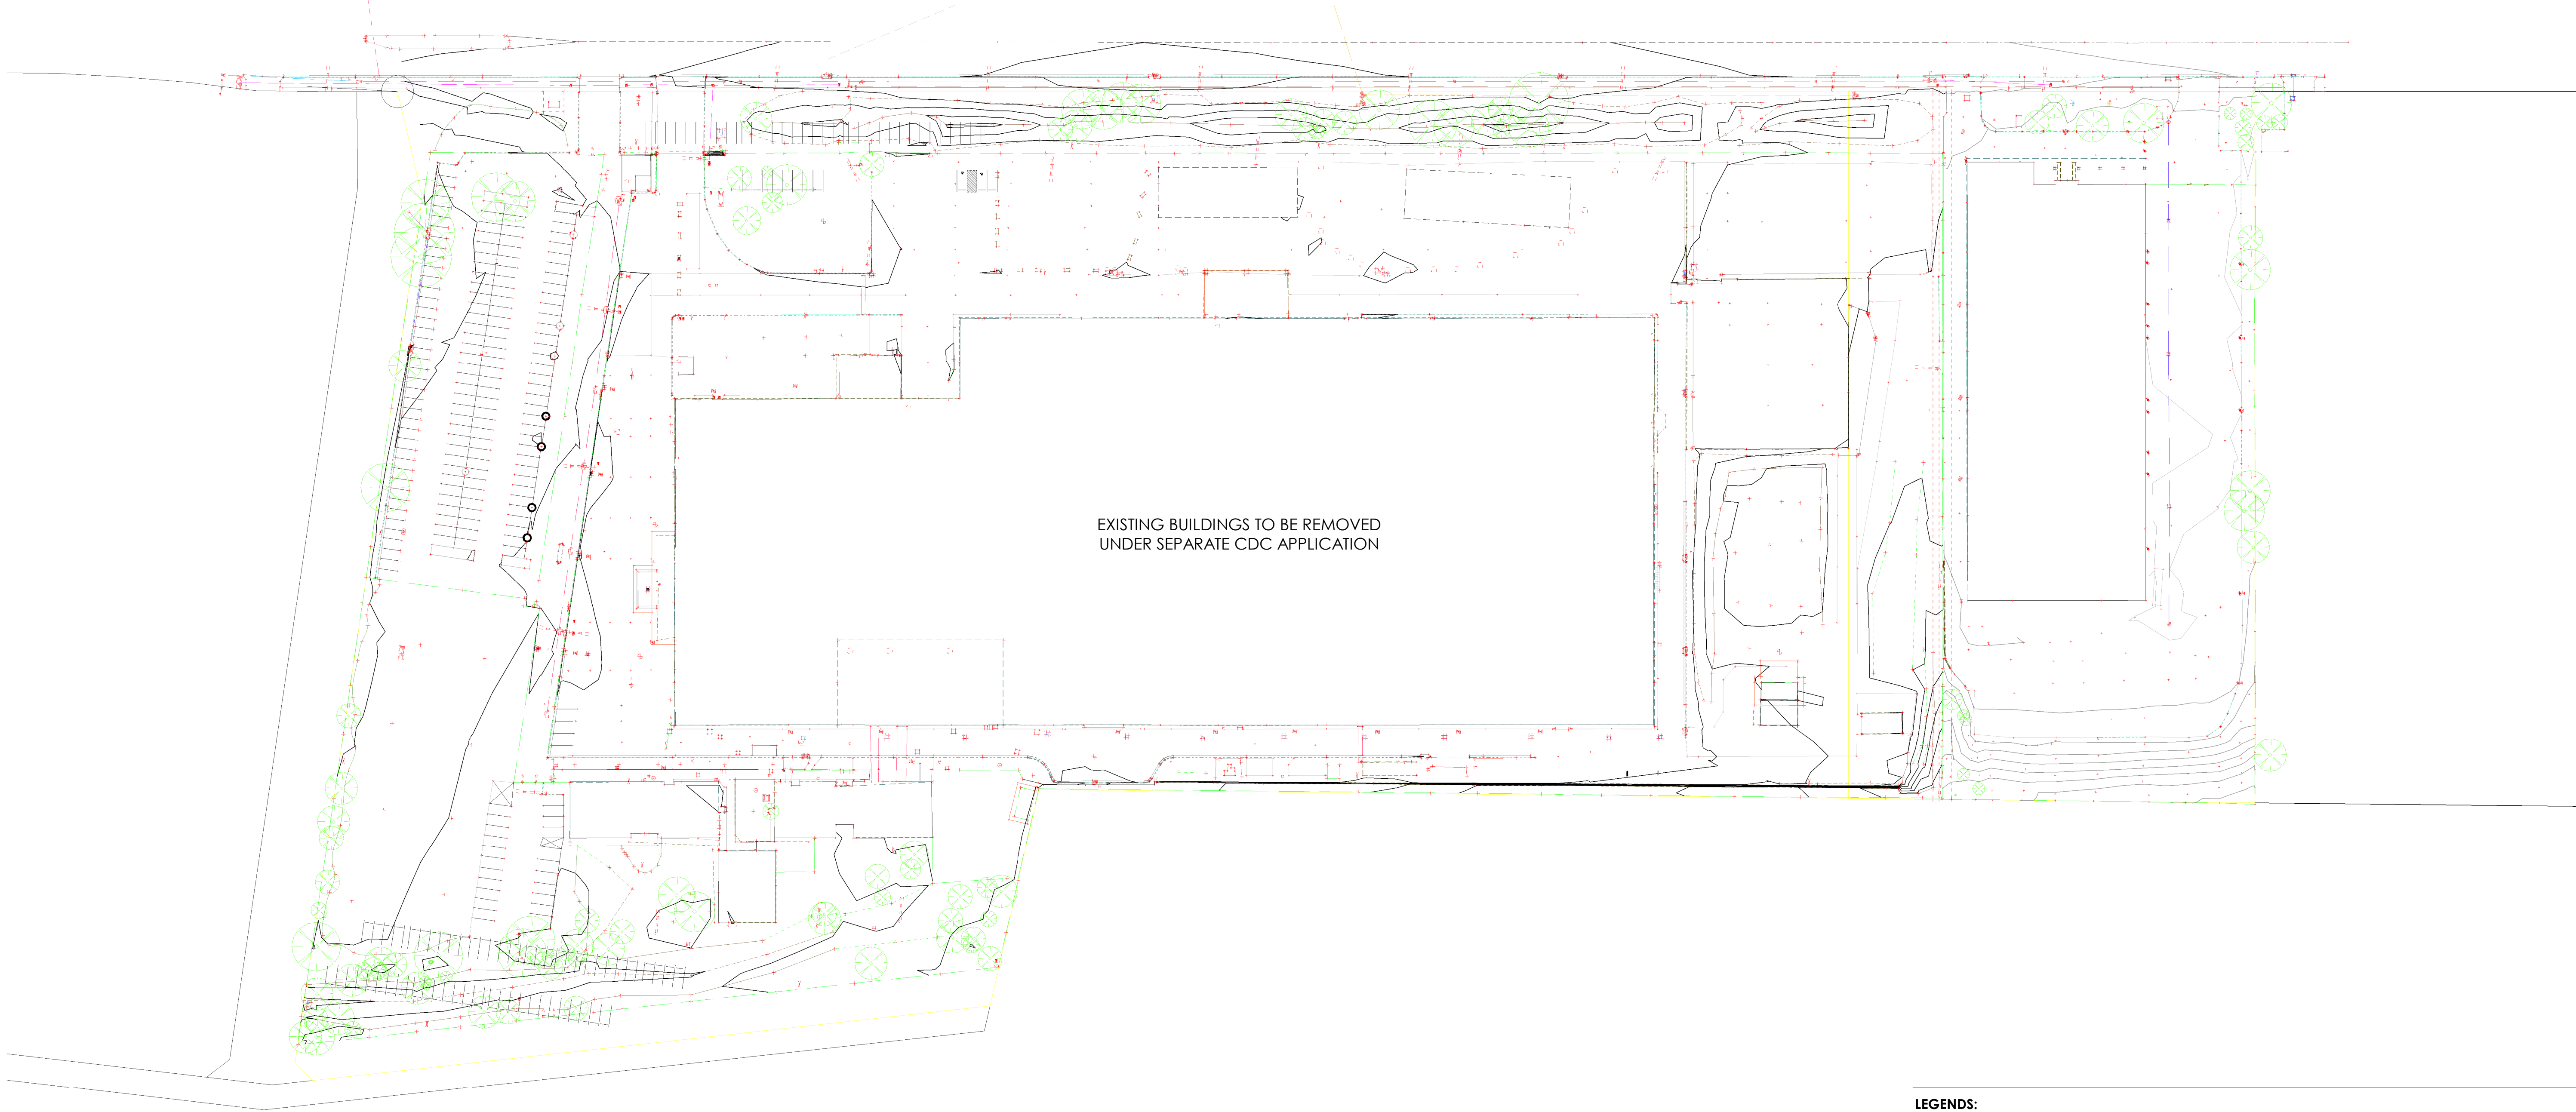 EXISTING BUILDINGS TO BE REMOVED
UNDER SEPARATE CDC APPLICATION
LEGENDS: